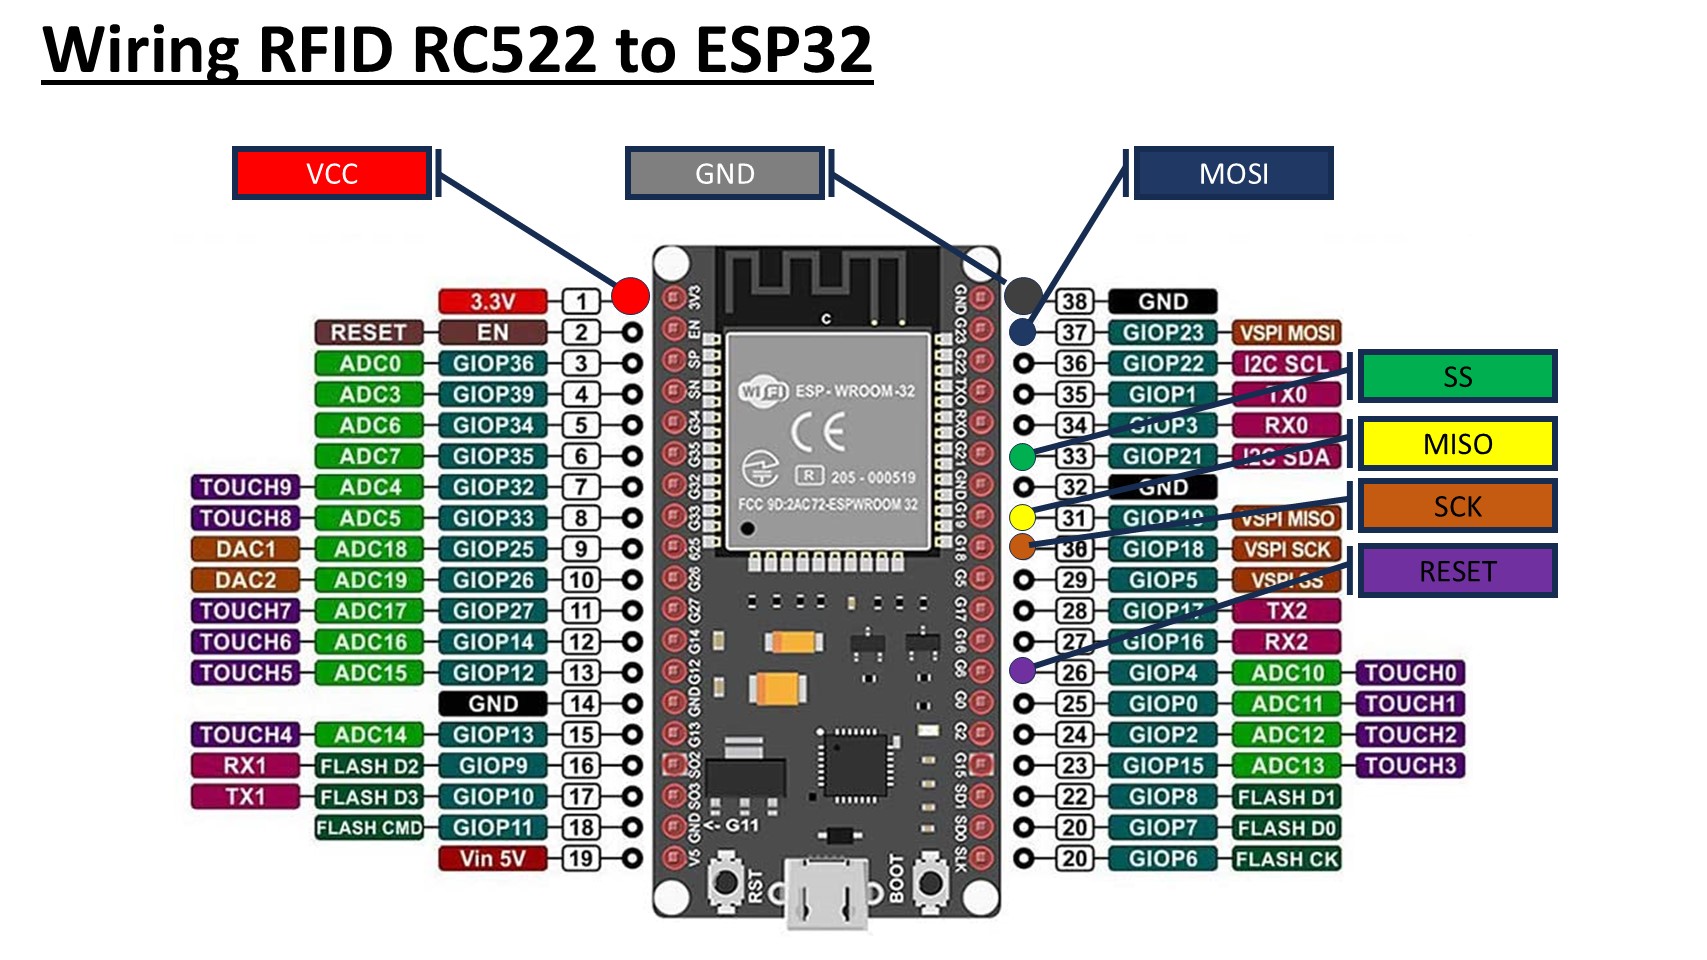 Wiring RFID RC522 to ESP32
VCC
GND
MOSI
SS
MISO
SCK
RESET
3.3V 1
RESET EN 2
ADC0 GIOP36 3
ADC3 GIOP39 4
ADC6 GIOP34 5
ADC7 GIOP35 6
TOUCH9 ADC4 GIOP32 7
TOUCH8 ADC5 GIOP33 8
DAC1 ADC18 GIOP25 9
DAC2 ADC19 GIOP26 10
TOUCH7 ADC17 GIOP27 11
TOUCH6 ADC16 GIOP14 12
TOUCH5 ADC15 GIOP12 13
GND 14
TOUCH4 ADC14 GIOP13 15
RX1 FLASH D2 GIOP9 16
TX1 FLASH D3 GIOP10 17
FLASH CMD GIOP11 18
Vin 5V 19
3V3
EN
SP
SN
G34
G35
G32
G33
625
G26
G27
G14
G12
GND
G13
SO2
SO3
GND
V5
C
WiFi ESP-WROOM-32
CE
R 205-000519
FCC 9D:2AC72-ESPWROOM 32
<- G11
RST
BOOT
GND
G23
G22
TXO
RXO
G21
GND
G19
G18
G5
G17
G16
G6
G0
G2
G15
SD1
SD0
SLK
38 GND
37 GIOP23 VSPI MOSI
36 GIOP22 I2C SCL
35 GIOP1 TX0
34 GIOP3 RX0
33 GIOP21 I2C SDA
32 GND
31 GIOP19 VSPI MISO
30 GIOP18 VSPI SCK
29 GIOP5 VSPI SS
28 GIOP17 TX2
27 GIOP16 RX2
26 GIOP4 ADC10 TOUCH0
25 GIOP0 ADC11 TOUCH1
24 GIOP2 ADC12 TOUCH2
23 GIOP15 ADC13 TOUCH3
22 GIOP8 FLASH D1
20 GIOP7 FLASH D0
20 GIOP6 FLASH CK